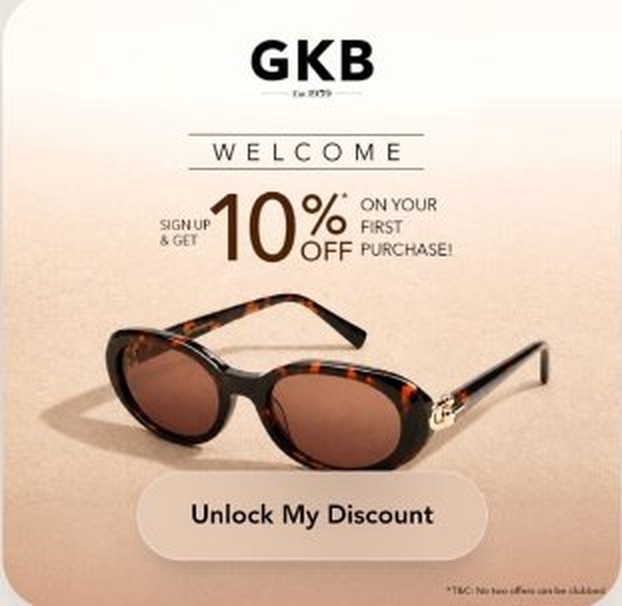 GKB
Est 1959
WELCOME
SIGN UP
& GET
10%*
OFF
ON YOUR
FIRST
PURCHASE!
Unlock My Discount
*T&C: No two offers can be clubbed